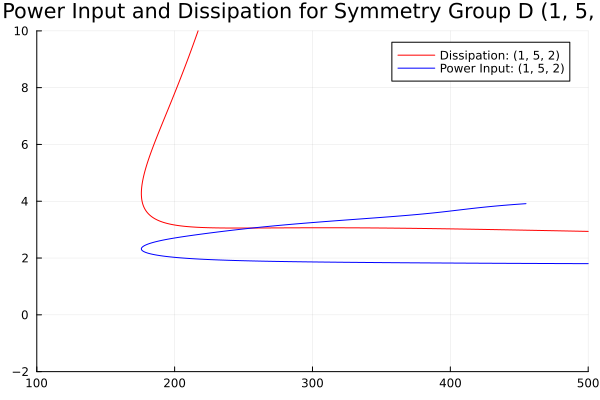 Power Input and Dissipation for Symmetry Group D (1, 5,
Dissipation: (1, 5, 2)
Power Input: (1, 5, 2)
10
8
6
4
2
0
−2
100 200 300 400 500